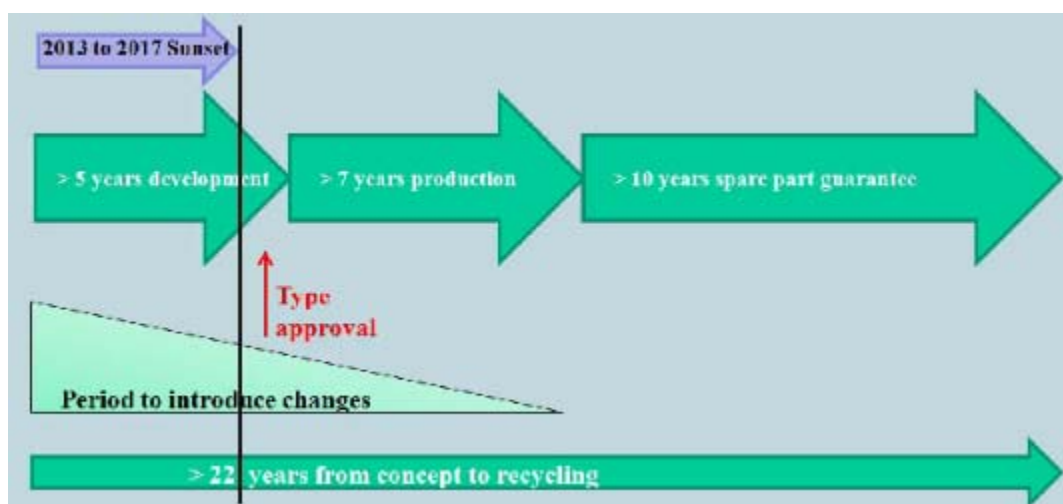 2013 to 2017 Sunset
> 5 years development
> 7 years production
> 10 years spare part guarantee
Type
approval
Period to introduce changes
> 22 years from concept to recycling